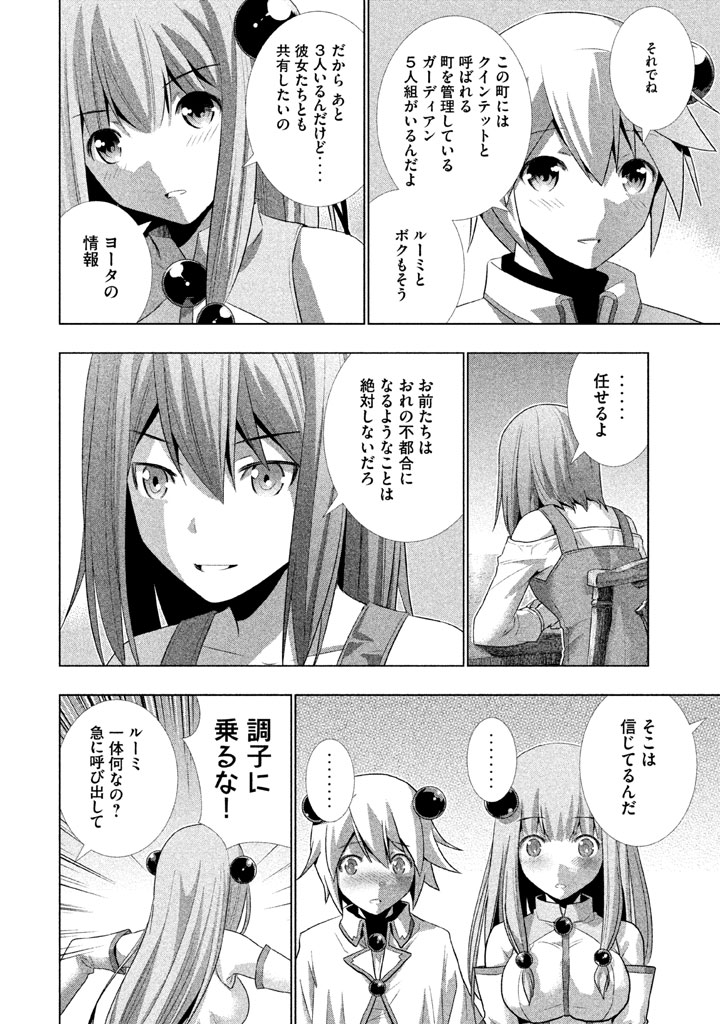 それでね
この町には
クインテットと
呼ばれる
町を管理している
ガーディアン
5人組がいるんだよ
ルーミと
ボクもそう
だから あと
3人いるんだけど‥‥
彼女たちとも
共有したいの
ヨータの
情報
‥‥‥
任せるよ
お前たちは
おれの不都合に
なるようなことは
絶対しないだろ
そこは
信じてるんだ
‥‥‥‥
‥‥‥‥
調子に
乗るな！
ルーミ
一体何なの？
急に呼び出して